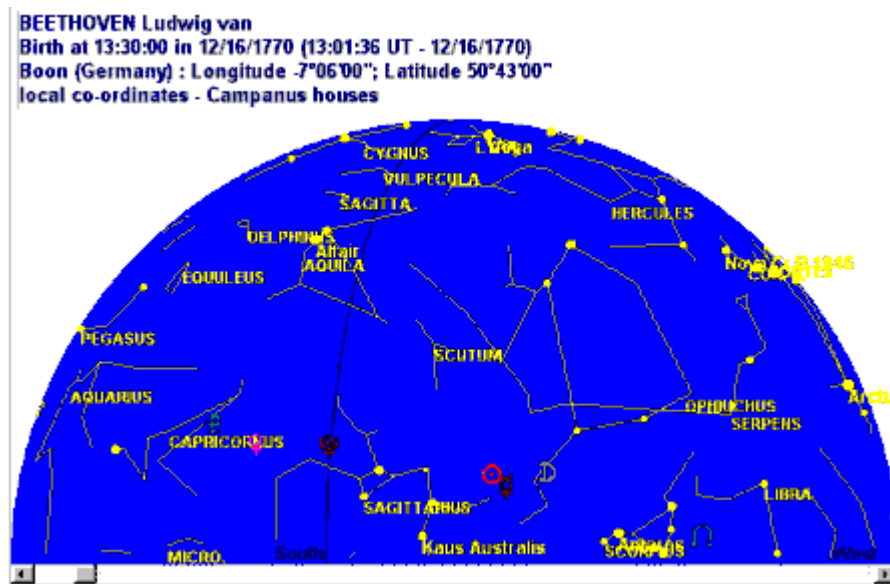 BEETHOVEN Ludwig van
Birth at 13:30:00 in 12/16/1770 (13:01:36 UT - 12/16/1770)
Boon (Germany) : Longitude -7°06'00"; Latitude 50°43'00"
local co-ordinates - Campanus houses
CYGNUS
VULPECULA
SAGITTA
HERCULES
DELPHINUS
Altair
AQUILA
EQUULEUS
PEGASUS
SCUTUM
AQUARIUS
OPHIUCHUS
SERPENS
CAPRICORNUS
LIBRA
SAGITTARIUS
Kaus Australis
MICRO.
South
West